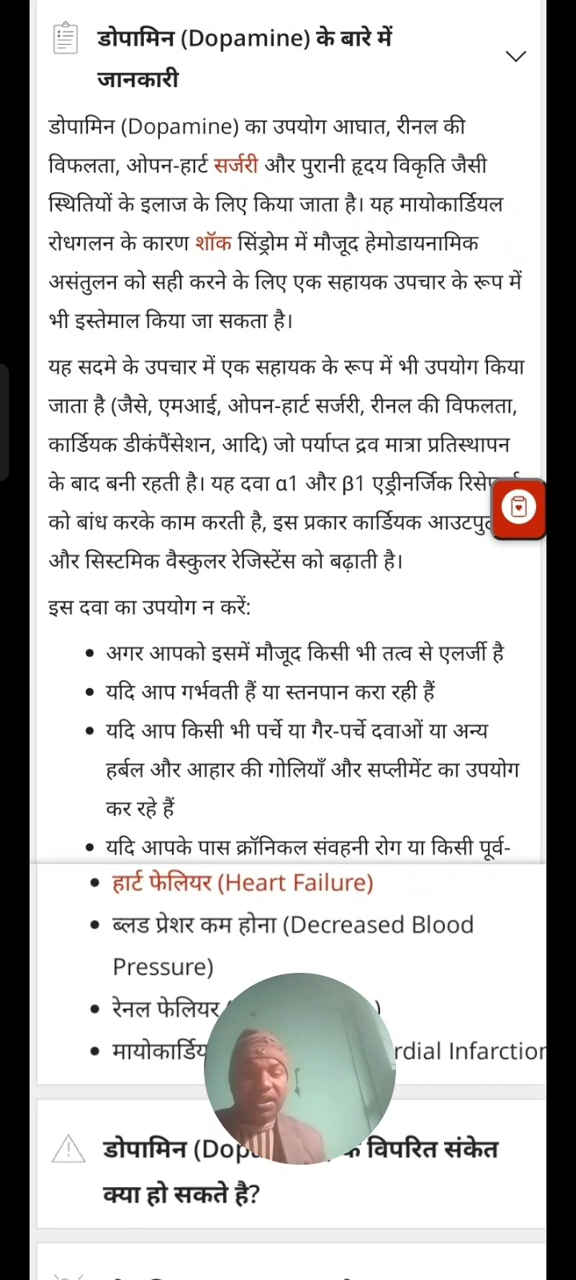 डोपामिन (Dopamine) के बारे में
जानकारी
डोपामिन (Dopamine) का उपयोग आघात, रीनल की
विफलता, ओपन-हार्ट सर्जरी और पुरानी हृदय विकृति जैसी
स्थितियों के इलाज के लिए किया जाता है। यह मायोकार्डियल
रोधगलन के कारण शॉक सिंड्रोम में मौजूद हेमोडायनामिक
असंतुलन को सही करने के लिए एक सहायक उपचार के रूप में
भी इस्तेमाल किया जा सकता है।
यह सदमे के उपचार में एक सहायक के रूप में भी उपयोग किया
जाता है (जैसे, एमआई, ओपन-हार्ट सर्जरी, रीनल की विफलता,
कार्डियक डीकंपैंसेशन, आदि) जो पर्याप्त द्रव मात्रा प्रतिस्थापन
के बाद बनी रहती है। यह दवा α1 और β1 एड्रीनर्जिक
को बांध करके काम करती है, इस प्रकार कार्डियक
और सिस्टमिक वैस्कुलर रेजिस्टेंस को बढ़ाती है।
इस दवा का उपयोग न करें:
• अगर आपको इसमें मौजूद किसी भी तत्व से एलर्जी है
• यदि आप गर्भवती हैं या स्तनपान करा रही हैं
• यदि आप किसी भी पर्चे या गैर-पर्चे दवाओं या अन्य
हर्बल और आहार की गोलियाँ और सप्लीमेंट का उपयोग
कर रहे हैं
• यदि आपके पास क्रॉनिकल संवहनी रोग या किसी पूर्व-
• हार्ट फेलियर (Heart Failure)
• ब्लड प्रेशर कम होना (Decreased Blood
Pressure)
• रेनल फेलियर )
• Infarction
डोपामिन विपरित संकेत
क्या हो सकते है?